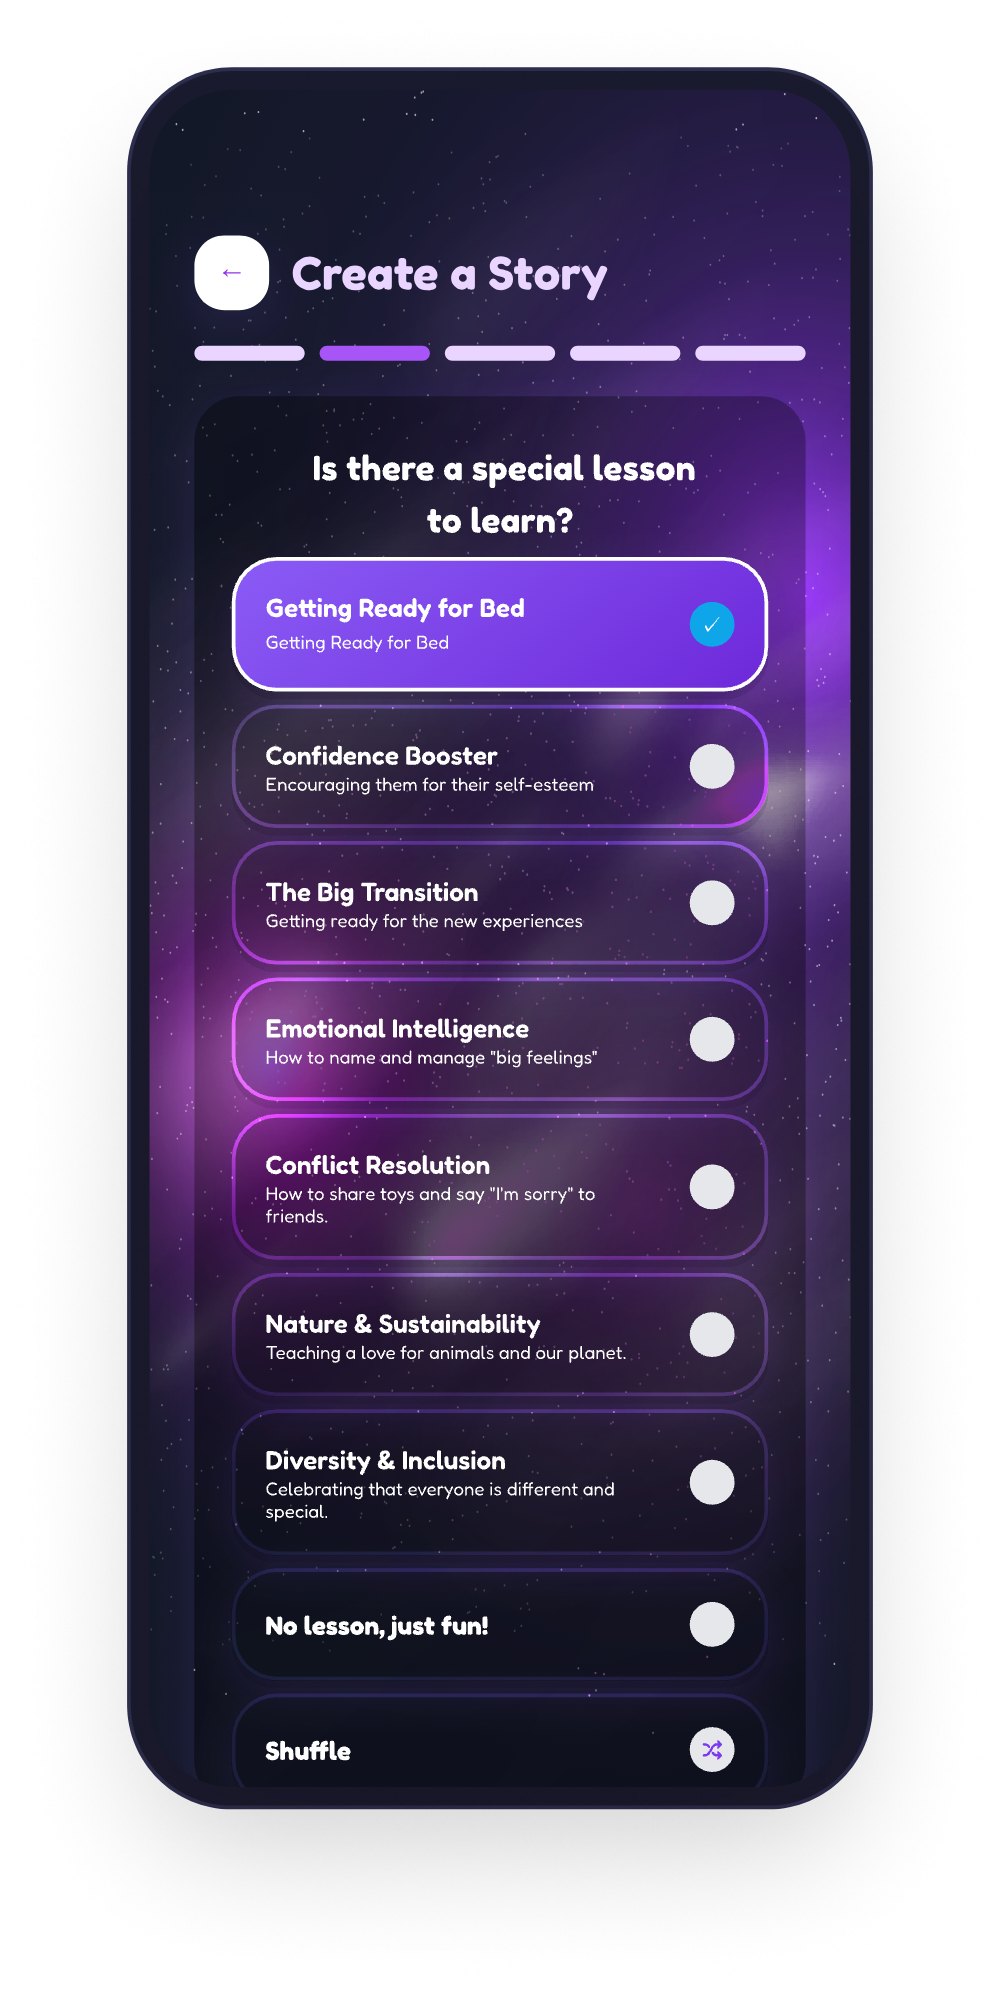 ← Create a Story
Is there a special lesson
to learn?
Getting Ready for Bed
Getting Ready for Bed
✓
Confidence Booster
Encouraging them for their self-esteem
The Big Transition
Getting ready for the new experiences
Emotional Intelligence
How to name and manage "big feelings"
Conflict Resolution
How to share toys and say "I'm sorry" to
friends.
Nature & Sustainability
Teaching a love for animals and our planet.
Diversity & Inclusion
Celebrating that everyone is different and
special.
No lesson, just fun!
Shuffle